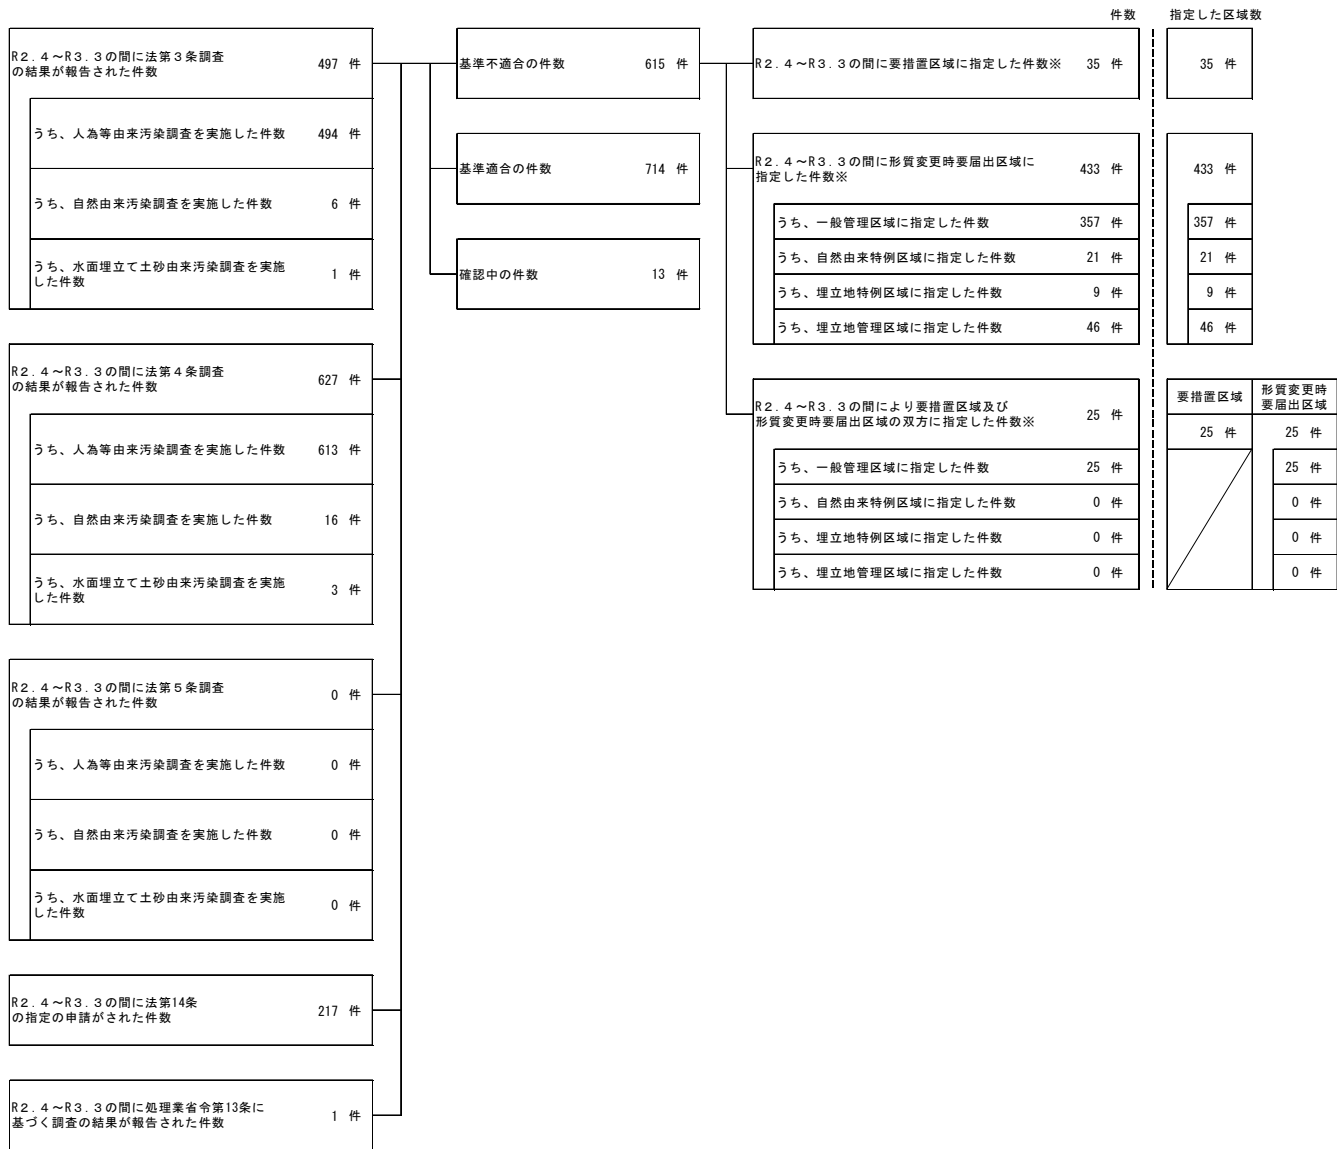 件数 指定した区域数
R2.4～R3.3の間に法第3条調査
の結果が報告された件数 497 件
うち、人為等由来汚染調査を実施した件数 494 件
うち、自然由来汚染調査を実施した件数 6 件
うち、水面埋立て土砂由来汚染調査を実施
した件数 1 件
R2.4～R3.3の間に法第4条調査
の結果が報告された件数 627 件
うち、人為等由来汚染調査を実施した件数 613 件
うち、自然由来汚染調査を実施した件数 16 件
うち、水面埋立て土砂由来汚染調査を実施
した件数 3 件
R2.4～R3.3の間に法第5条調査
の結果が報告された件数 0 件
うち、人為等由来汚染調査を実施した件数 0 件
うち、自然由来汚染調査を実施した件数 0 件
うち、水面埋立て土砂由来汚染調査を実施
した件数 0 件
R2.4～R3.3の間に法第14条
の指定の申請がされた件数 217 件
R2.4～R3.3の間に処理業省令第13条に
基づく調査の結果が報告された件数 1 件
基準不適合の件数 615 件
基準適合の件数 714 件
確認中の件数 13 件
R2.4～R3.3の間に要措置区域に指定した件数※ 35 件 35 件
R2.4～R3.3の間に形質変更時要届出区域に
指定した件数※ 433 件 433 件
うち、一般管理区域に指定した件数 357 件 357 件
うち、自然由来特例区域に指定した件数 21 件 21 件
うち、埋立地特例区域に指定した件数 9 件 9 件
うち、埋立地管理区域に指定した件数 46 件 46 件
要措置区域 形質変更時
要届出区域
R2.4～R3.3の間により要措置区域及び
形質変更時要届出区域の双方に指定した件数※ 25 件 25 件 25 件
うち、一般管理区域に指定した件数 25 件 25 件
うち、自然由来特例区域に指定した件数 0 件 0 件
うち、埋立地特例区域に指定した件数 0 件 0 件
うち、埋立地管理区域に指定した件数 0 件 0 件